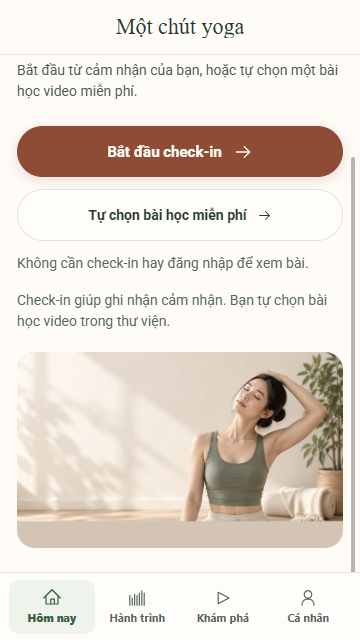 Một chút yoga
Bắt đầu từ cảm nhận của bạn, hoặc tự chọn một bài
học video miễn phí.
Bắt đầu check-in →
Tự chọn bài học miễn phí →
Không cần check-in hay đăng nhập để xem bài.
Check-in giúp ghi nhận cảm nhận. Bạn tự chọn bài
học video trong thư viện.
Hôm nay
Hành trình
Khám phá
Cá nhân